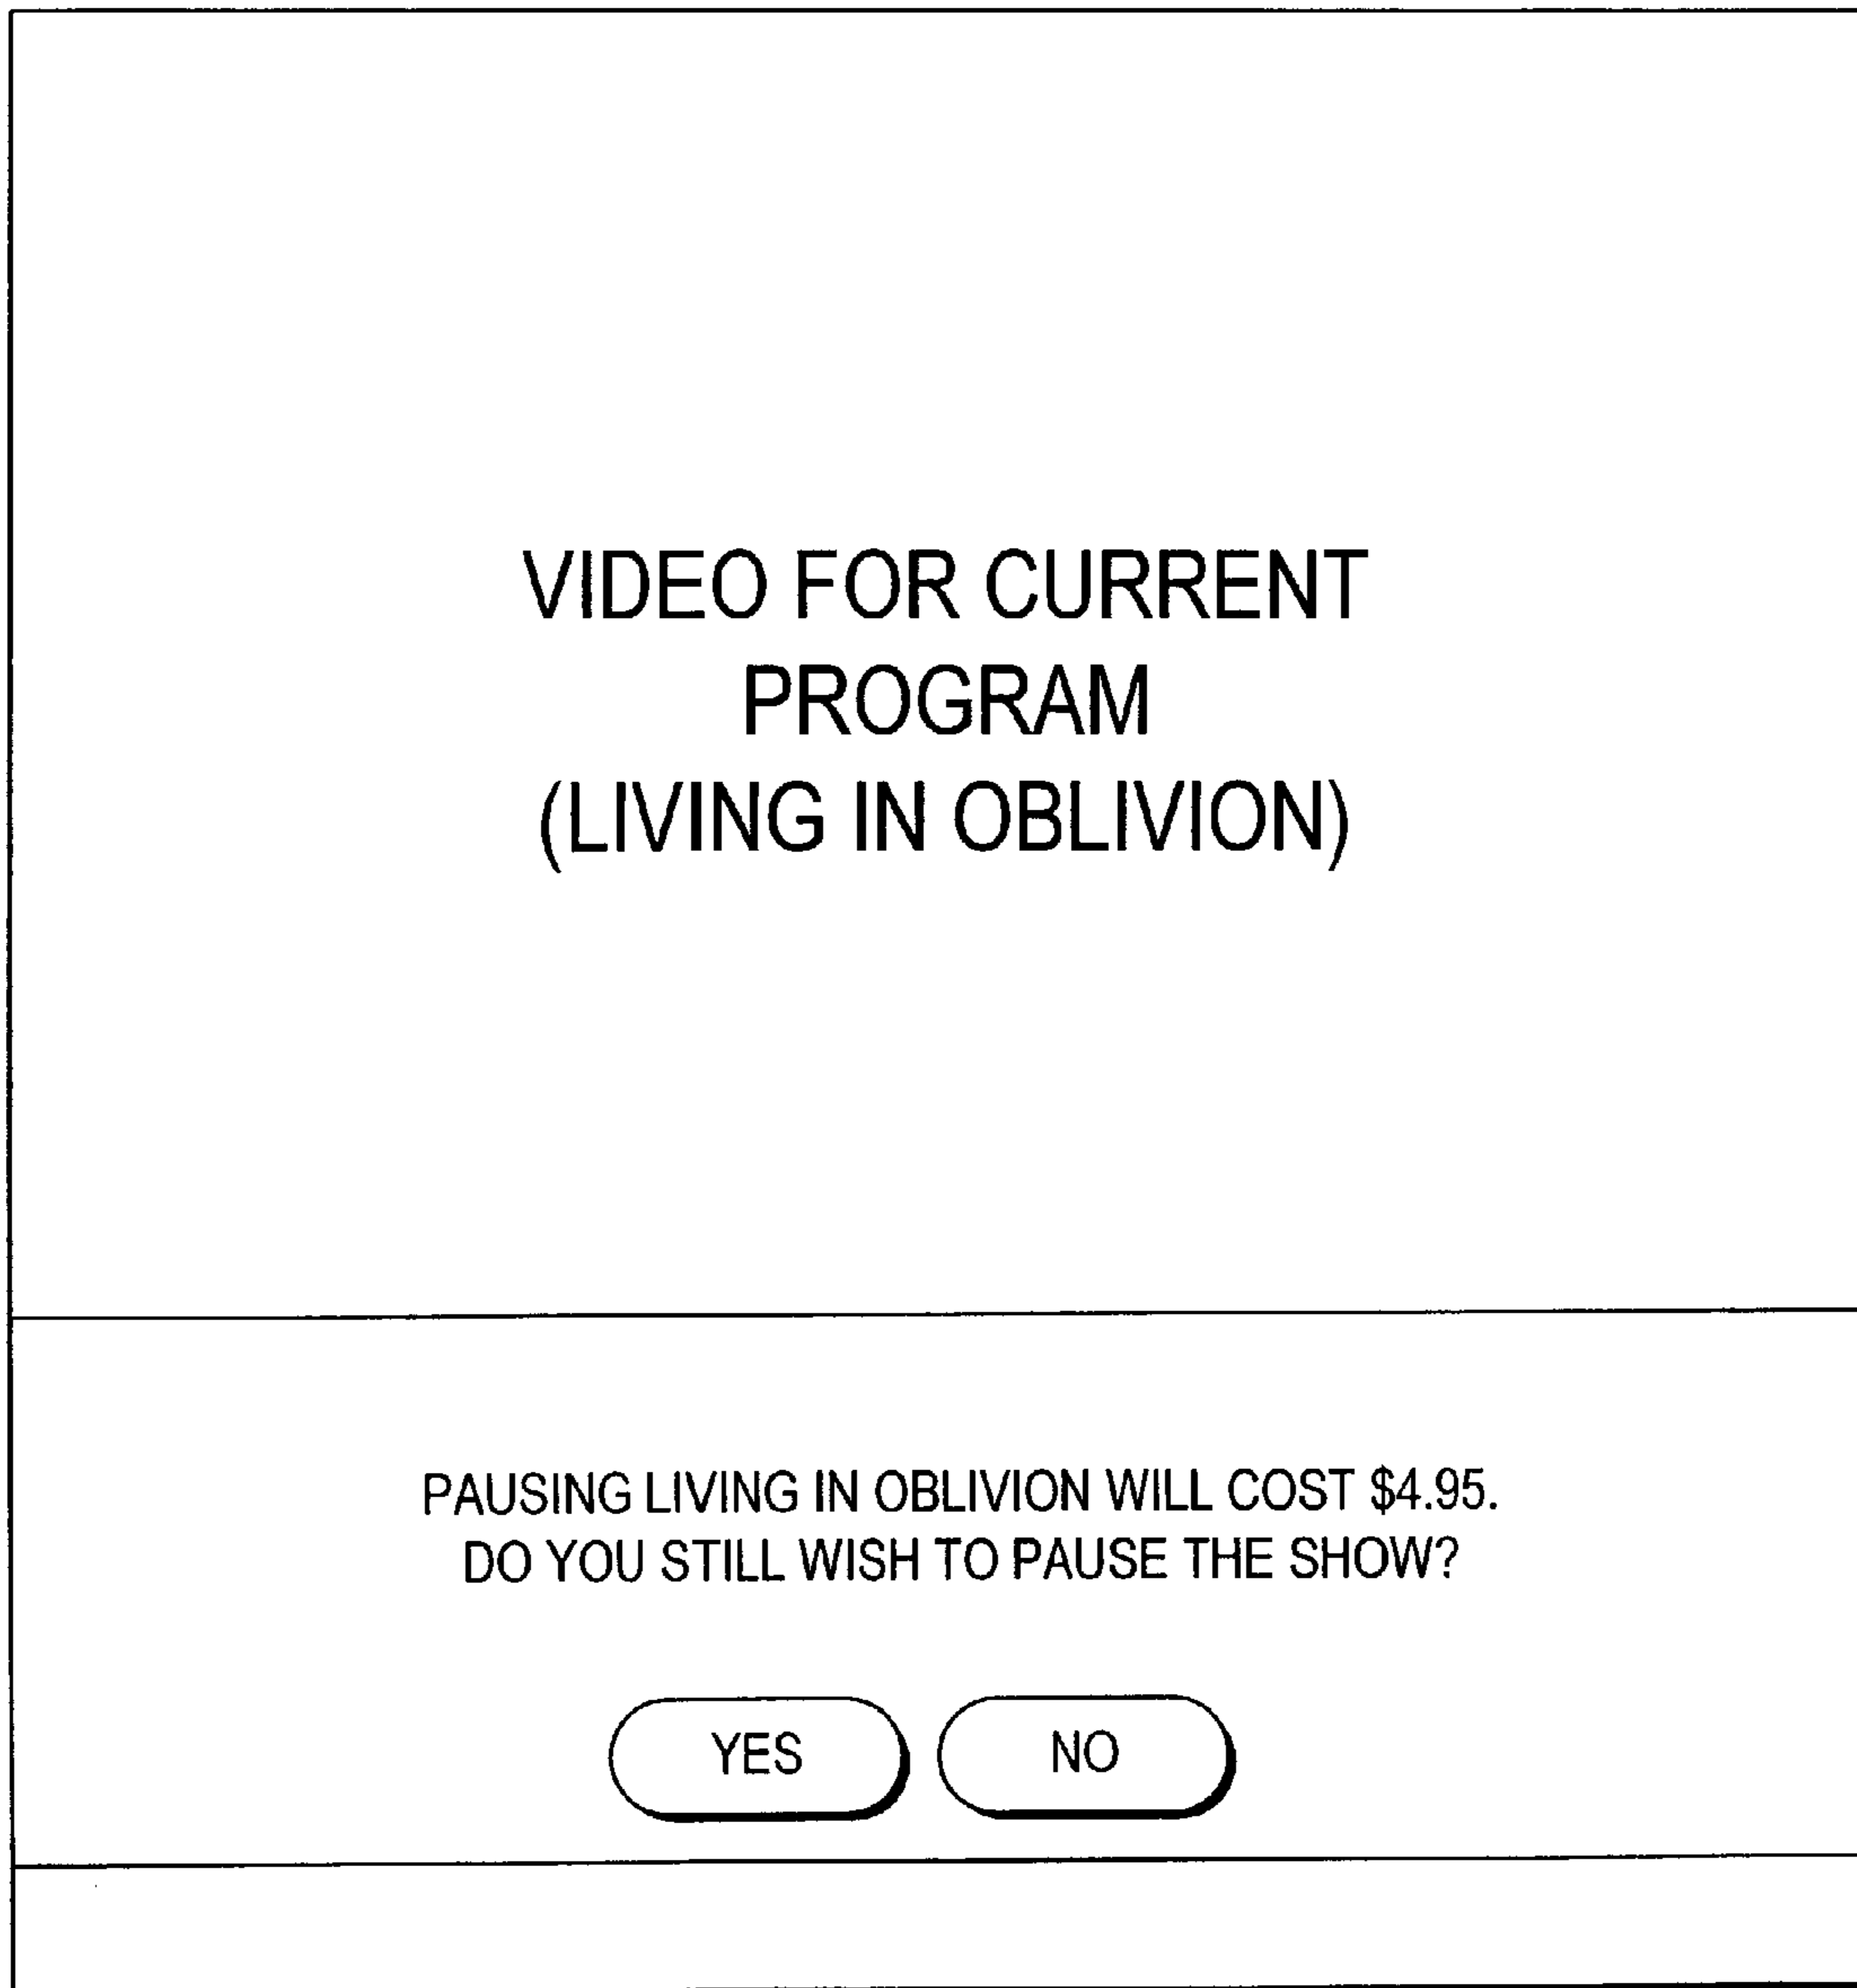 VIDEO FOR CURRENT
PROGRAM
(LIVING IN OBLIVION)
PAUSING LIVING IN OBLIVION WILL COST $4.95.
DO YOU STILL WISH TO PAUSE THE SHOW?
YES NO